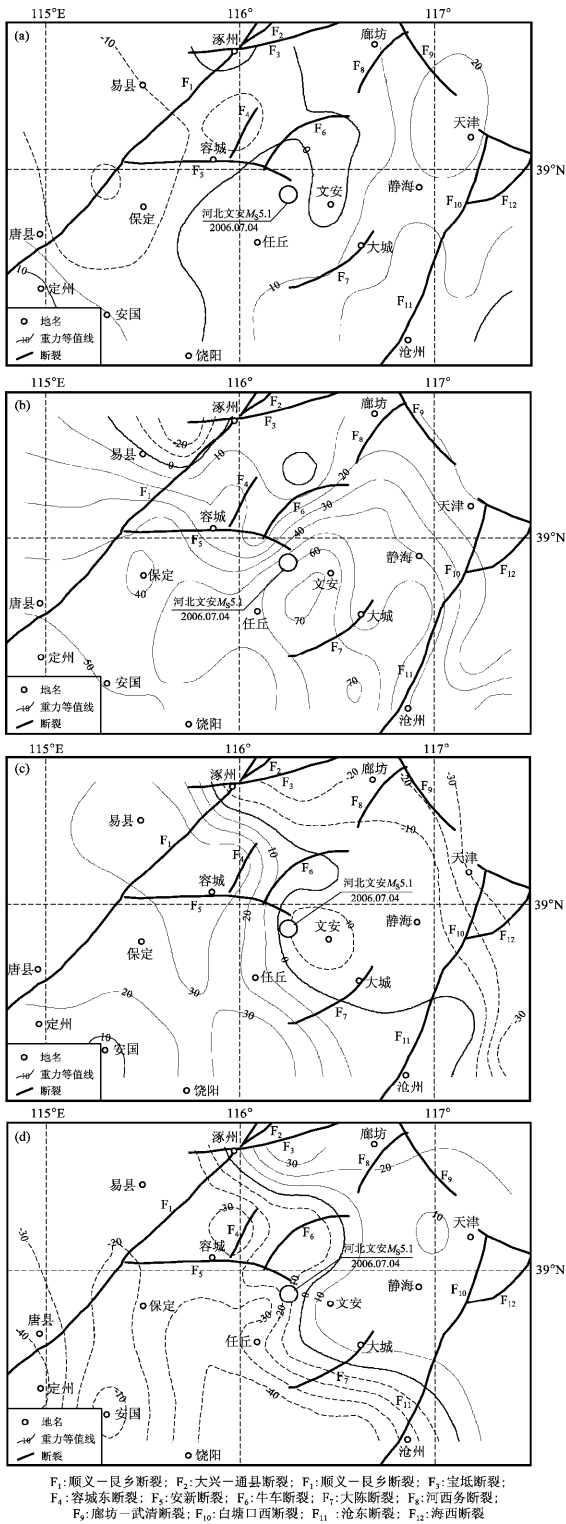 115°E
116°
117°
(a)
涿州
F2
F3
廊坊
-10
易县
F1
F8
F9
20
F4
天津
容城
F5
F6
0
39°N
静海
文安
F10
F12
保定
河北文安MS5.1
2006.07.04
唐县
任丘
大城
10
定州
10
F7
F11
安国
地名
10 重力等值线
断裂
饶阳
沧州
115°E
116°
117°
(b)
涿州
F2
F3
廊坊
-20
0
10
易县
F1
F8
F9
20
F4
30
F6
天津
容城
F5
40
39°N
60
静海
F10
F12
保定
40
文安
河北文安MS5.1
2006.07.04
唐县
任丘
70
大城
定州
50
F7
安国
70
F11
地名
10 重力等值线
断裂
饶阳
沧州
115°E
116°
117°
(c)
涿州
F2
F3
廊坊
-20
-20
-30
易县
F1
F8
F9
-10
10
F4
F6
天津
容城
河北文安MS5.1
2006.07.04
F5
20
39°N
文安
10
静海
F10
F12
保定
0
唐县
任丘
大城
20
30
30
F7
定州
-30
10
安国
F11
地名
10 重力等值线
断裂
饶阳
沧州
115°E
116°
117°
(d)
涿州
F2
F3
廊坊
30
20
易县
F1
F8
F9
-30
F4
10
天津
-30
-20
容城
F6
河北文安MS5.1
2006.07.04
F5
39°N
-10
静海
F10
F12
保定
-30
-20
0
10
文安
唐县
任丘
大城
-40
F7
-40
定州
-10
安国
F11
地名
10 重力等值线
断裂
饶阳
沧州
F1:顺义一良乡断裂; F2:大兴一通县断裂; F1:顺义一良乡断裂; F3:宝坻断裂;
F4:容城东断裂; F5:安新断裂; F6:牛车断裂; F7:大陈断裂; F8:河西务断裂;
F9:廊坊一武清断裂; F10:白塘口西断裂; F11 :沧东断裂; F12:海西断裂